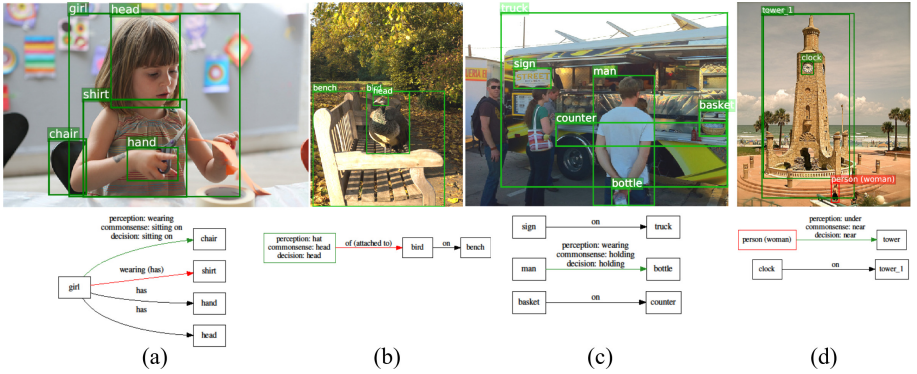 girl
head
shirt
chair
hand
bench
head
truck
sign
STREET
man
counter
basket
bottle
tower_1
clock
person (woman)
perception: wearing
commonsense: sitting on
decision: sitting on
chair
wearing (has)
shirt
girl
has
hand
has
head
perception: hat
commonsense: head
decision: head
of (attached to)
bird
on
bench
sign
on
truck
perception: wearing
commonsense: holding
decision: holding
man
bottle
basket
on
counter
perception: under
commonsense: near
decision: near
person (woman)
tower
clock
on
tower_1
(a)
(b)
(c)
(d)